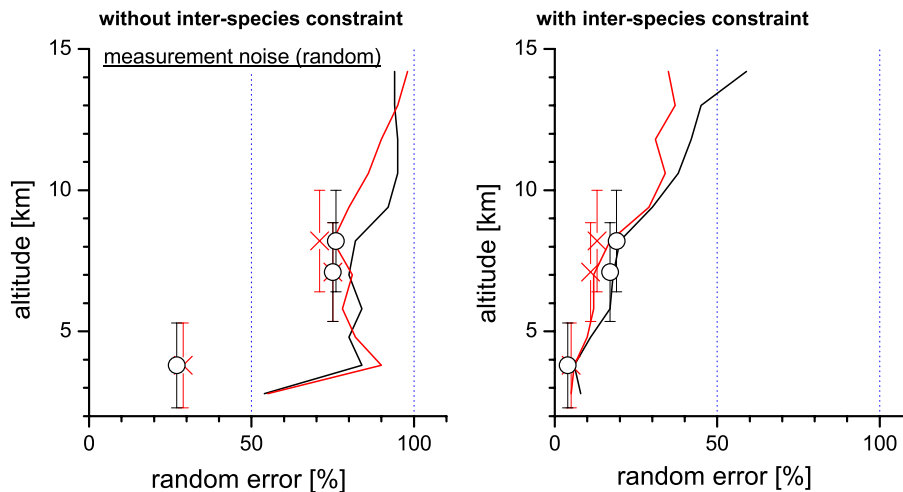 without inter-species constraint
measurement noise (random)
15
10
5
altitude [km]
0
50
100
random error [%]
with inter-species constraint
15
10
5
altitude [km]
0
50
100
random error [%]